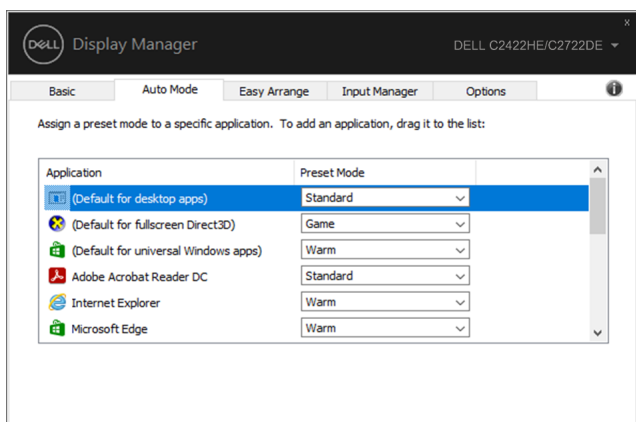 x
DELL Display Manager DELL C2422HE/C2722DE
Basic Auto Mode Easy Arrange Input Manager Options i
Assign a preset mode to a specific application. To add an application, drag it to the list:
Application Preset Mode
(Default for desktop apps) Standard
(Default for fullscreen Direct3D) Game
(Default for universal Windows apps) Warm
Adobe Acrobat Reader DC Standard
Internet Explorer Warm
Microsoft Edge Warm